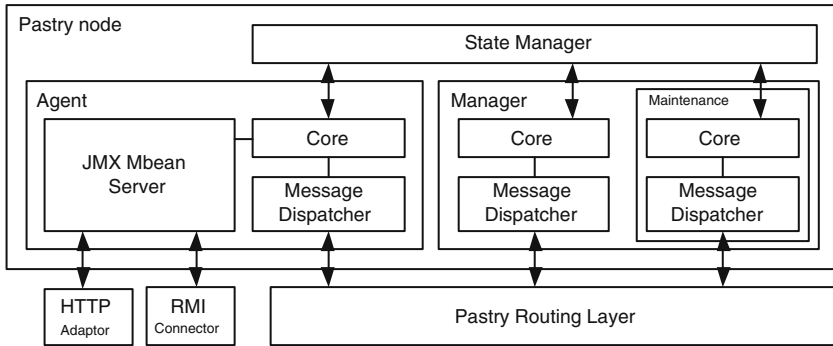 Pastry node
State Manager
Agent
Manager
Maintenance
JMX Mbean
Server
Core
Core
Core
Message
Dispatcher
Message
Dispatcher
Message
Dispatcher
HTTP
Adaptor
RMI
Connector
Pastry Routing Layer